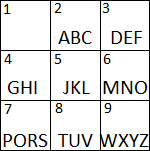 1 2 3
ABC DEF
4 5 6
GHI JKL MNO
7 8 9
PORS TUV WXYZ